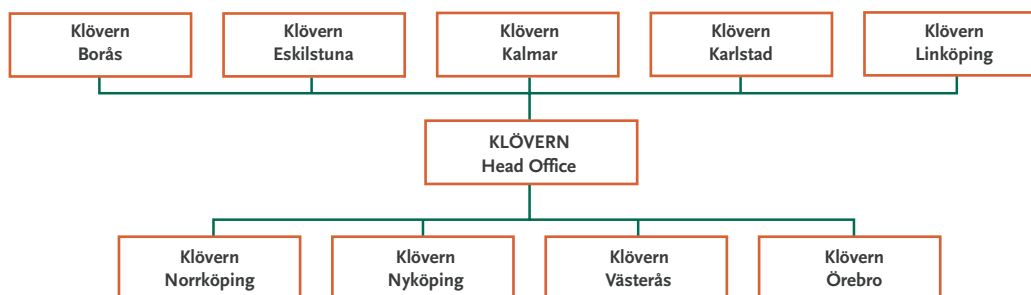 Klövern
Borås
Klövern
Eskilstuna
Klövern
Kalmar
Klövern
Karlstad
Klövern
Linköping
KLÖVERN
Head Office
Klövern
Norrköping
Klövern
Nyköping
Klövern
Västerås
Klövern
Örebro